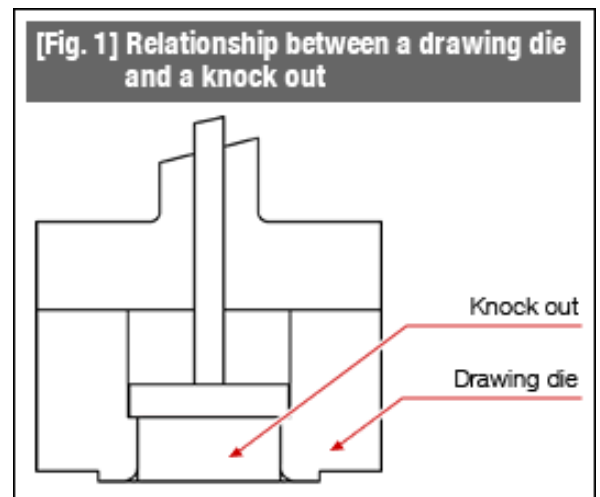 [Fig. 1] Relationship between a drawing die
and a knock out
Knock out
Drawing die